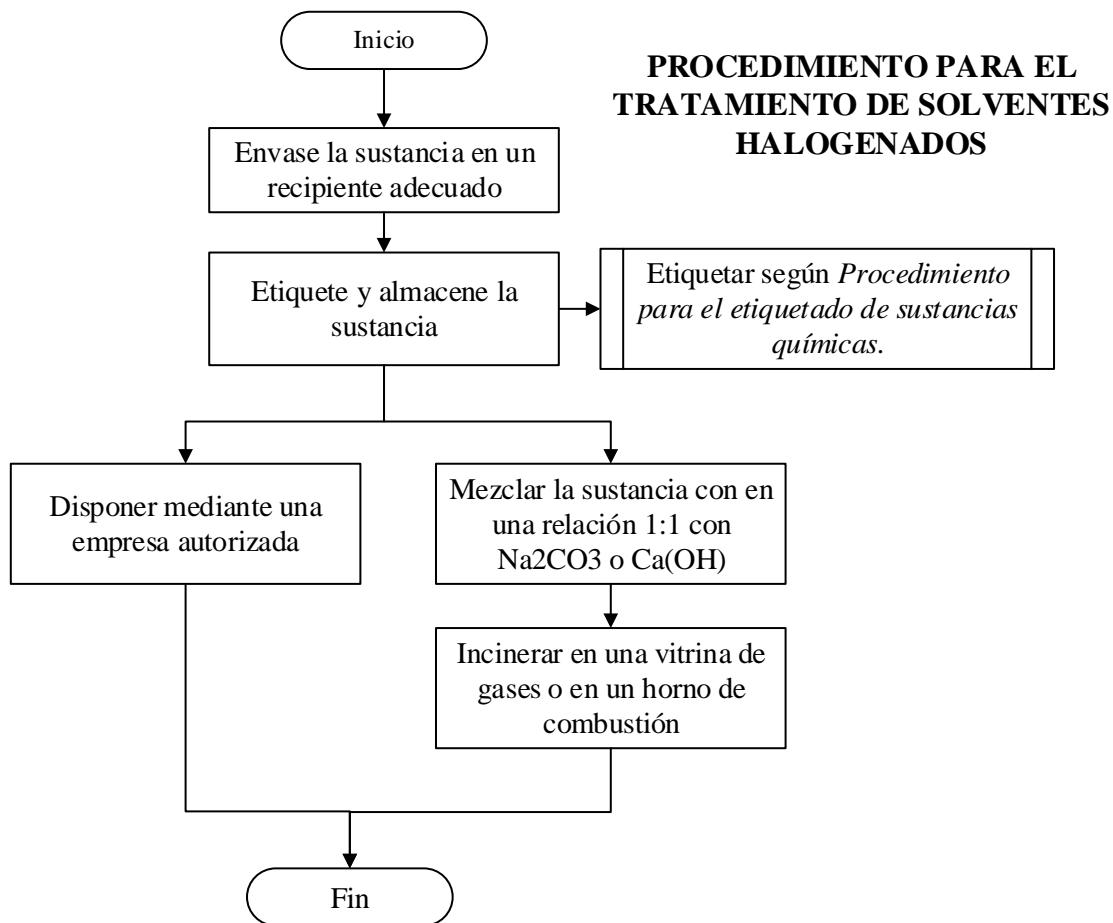 Inicio
PROCEDIMIENTO PARA EL
TRATAMIENTO DE SOLVENTES
HALOGENADOS
Envase la sustancia en un
recipiente adecuado
Etiquete y almacene la
sustancia
Etiquetar según Procedimiento
para el etiquetado de sustancias
químicas.
Disponer mediante una
empresa autorizada
Mezclar la sustancia con en
una relación 1:1 con
Na2CO3 o Ca(OH)
Incinerar en una vitrina de
gases o en un horno de
combustión
Fin